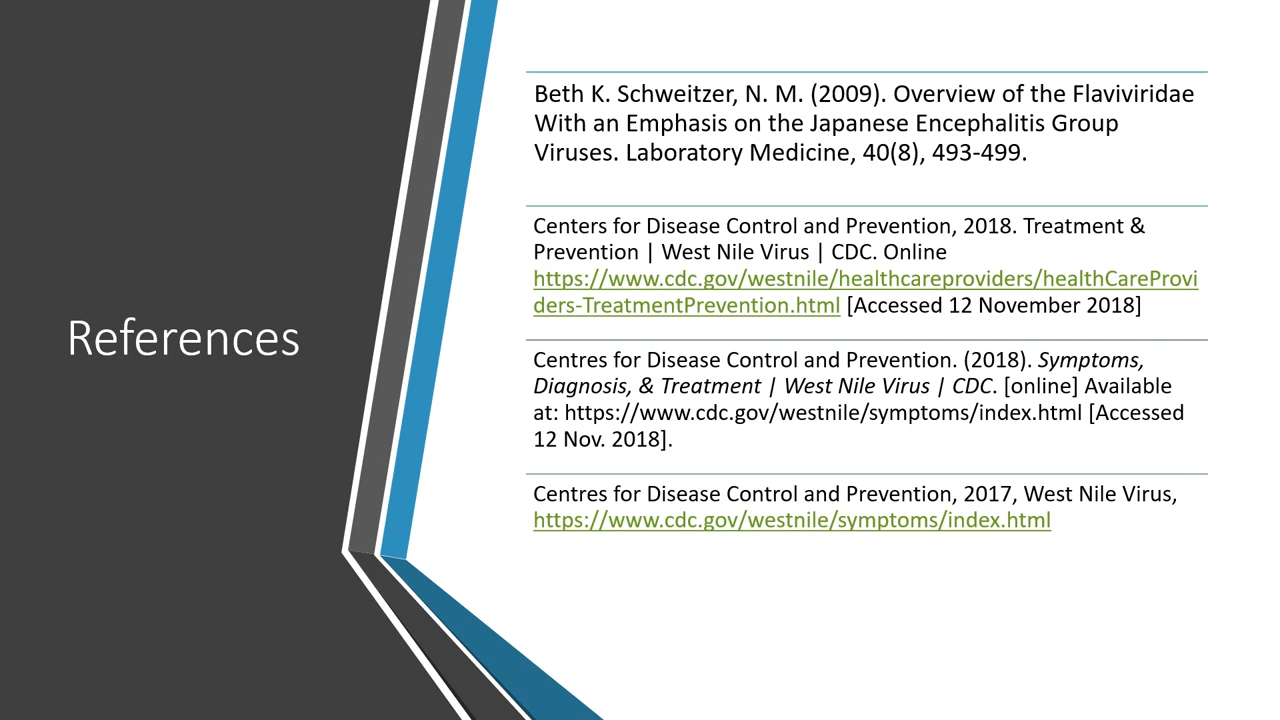 References
Beth K. Schweitzer, N. M. (2009). Overview of the Flaviviridae
With an Emphasis on the Japanese Encephalitis Group
Viruses. Laboratory Medicine, 40(8), 493-499.
Centers for Disease Control and Prevention, 2018. Treatment &
Prevention | West Nile Virus | CDC. Online
https://www.cdc.gov/westnile/healthcareproviders/healthCareProvi
ders-TreatmentPrevention.html [Accessed 12 November 2018]
Centres for Disease Control and Prevention. (2018). Symptoms,
Diagnosis, & Treatment | West Nile Virus | CDC. [online] Available
at: https://www.cdc.gov/westnile/symptoms/index.html [Accessed
12 Nov. 2018].
Centres for Disease Control and Prevention, 2017, West Nile Virus,
https://www.cdc.gov/westnile/symptoms/index.html